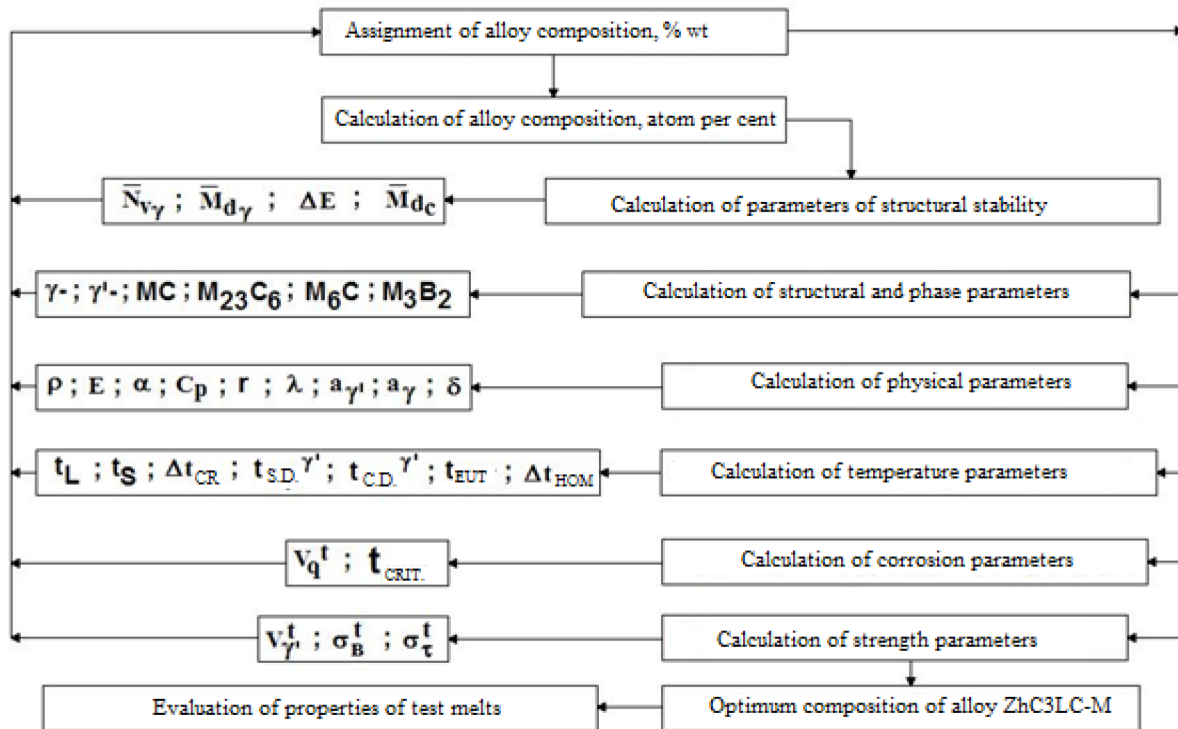 Assignment of alloy composition, % wt
Calculation of alloy composition, atom per cent
N̅vγ ; M̅dγ ; ΔE ; M̅dc
Calculation of parameters of structural stability
γ- ; γ'- ; MC ; M₂₃C₆ ; M₆C ; M₃B₂
Calculation of structural and phase parameters
ρ ; E ; α ; Cp ; r ; λ ; aγ' ; aγ ; δ
Calculation of physical parameters
tL ; tS ; ΔtCR ; tS.D.γ' ; tC.D.γ' ; tEUT ; ΔtHOM
Calculation of temperature parameters
Vqᵗ ; tCRIT.
Calculation of corrosion parameters
Vγ'ᵗ ; σBᵗ ; στᵗ
Calculation of strength parameters
Evaluation of properties of test melts
Optimum composition of alloy ZhC3LC-M